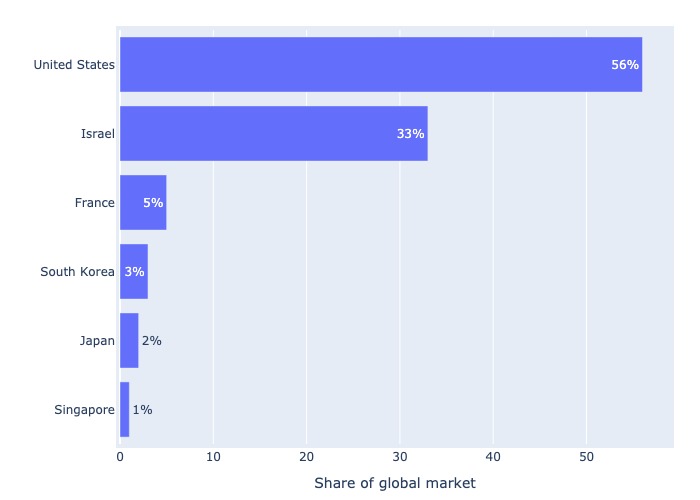 United States 56%
Israel 33%
France 5%
South Korea 3%
Japan 2%
Singapore 1%
0 10 20 30 40 50
Share of global market